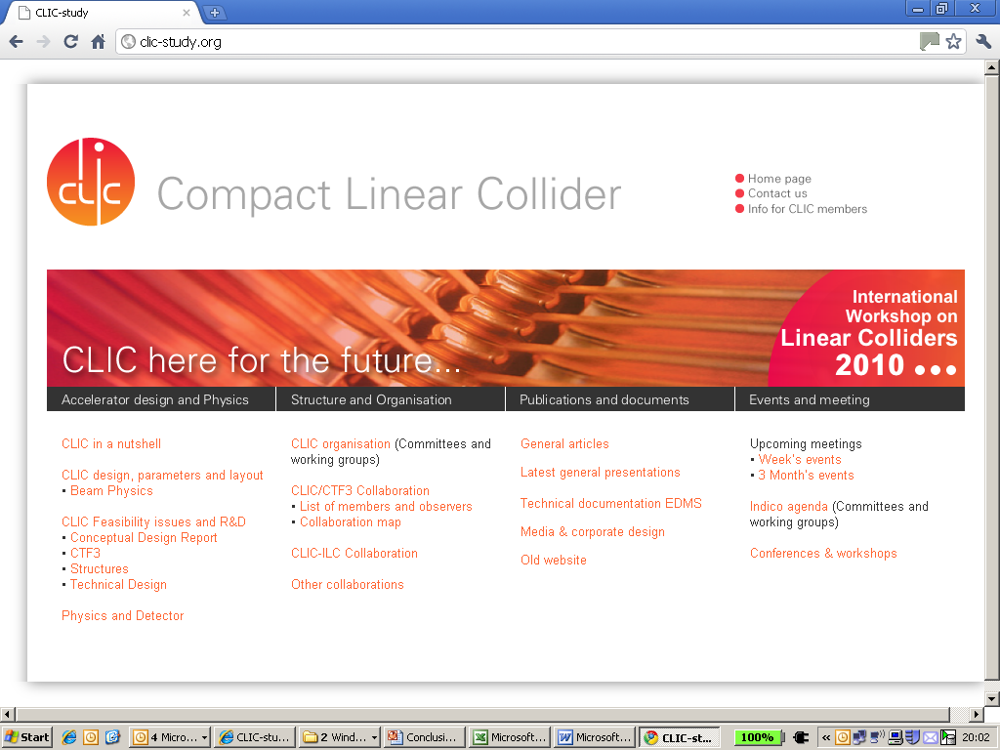 CLIC-study
clic-study.org
clic
Compact Linear Collider
Home page
Contact us
Info for CLIC members
International
Workshop on
Linear Colliders
2010 ...
CLIC here for the future...
Accelerator design and Physics
Structure and Organisation
Publications and documents
Events and meeting
CLIC in a nutshell
CLIC design, parameters and layout
▪ Beam Physics
CLIC Feasibility issues and R&D
▪ Conceptual Design Report
▪ CTF3
▪ Structures
▪ Technical Design
Physics and Detector
CLIC organisation (Committees and
working groups)
CLIC/CTF3 Collaboration
▪ List of members and observers
▪ Collaboration map
CLIC-ILC Collaboration
Other collaborations
General articles
Latest general presentations
Technical documentation EDMS
Media & corporate design
Old website
Upcoming meetings
▪ Week's events
▪ 3 Month's events
Indico agenda (Committees and
working groups)
Conferences & workshops
Start
4 Micro...
CLIC-stu...
2 Wind...
Conclusi...
Microsoft...
Microsoft...
CLIC-st...
100%
20:02